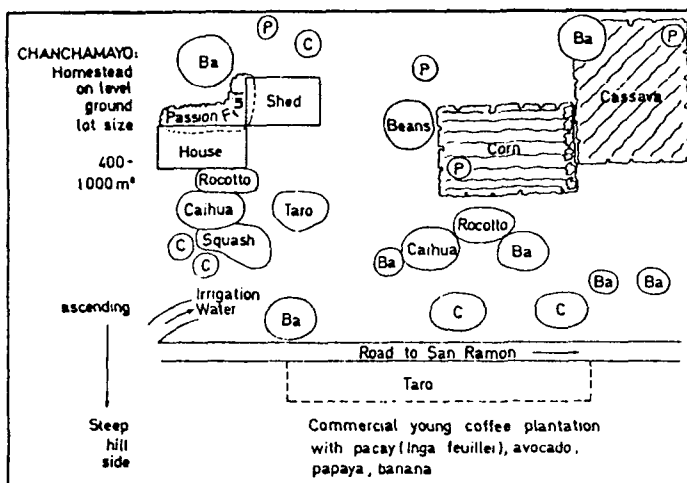 CHANCHAMAYO:
Homestead
on level
ground
lot size
400-
1000 m²
P
C
Ba
Shed
Passion F
House
Rocotto
Caihua
Taro
C
Squash
C
P
Beans
Corn
P
Ba
P
Cassava
Rocotto
Caihua
Ba
Ba
Ba
Ba
C
C
ascending
Irrigation
Water
Ba
Road to San Ramon
Taro
Steep
hill
side
Commercial young coffee plantation
with pacay (Inga feuillei), avocado,
papaya, banana